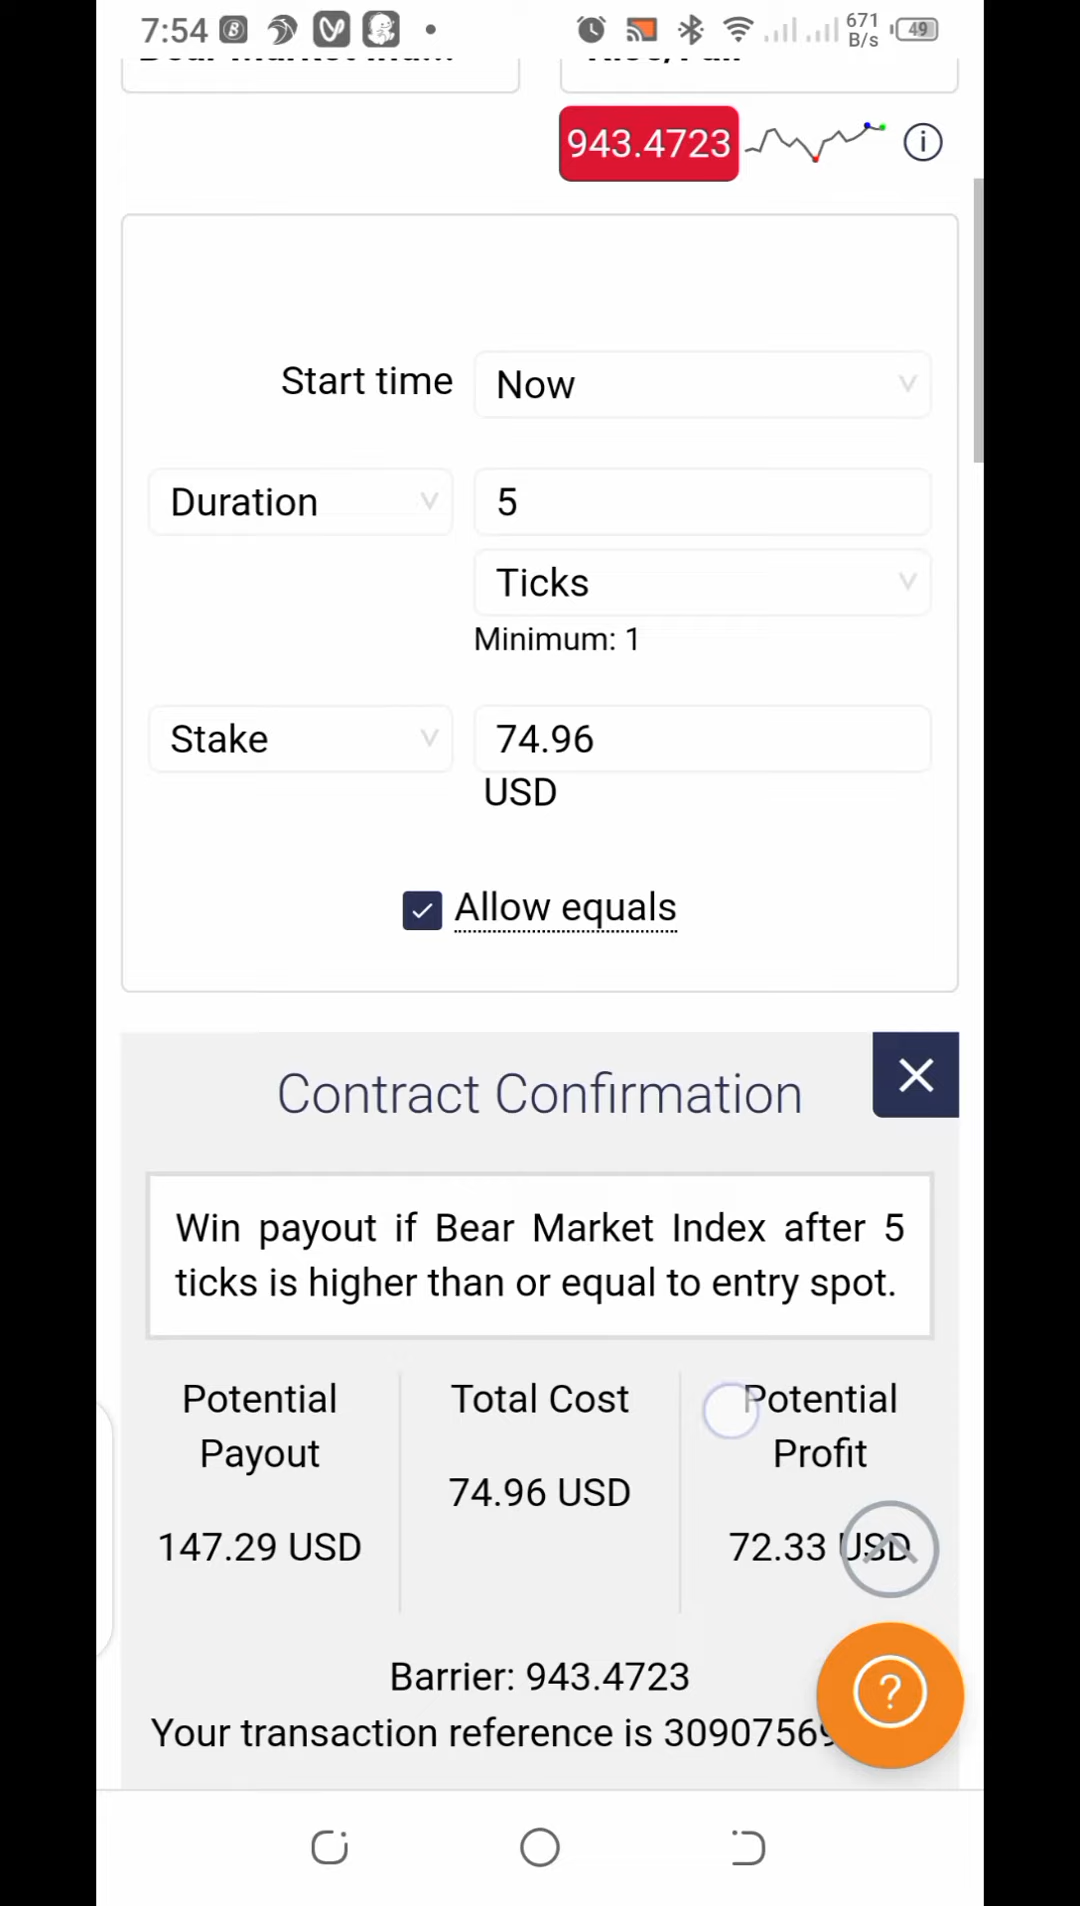 7:54
671
B/s
49
943.4723
Start time
Now
Duration
5
Ticks
Minimum: 1
Stake
74.96
USD
Allow equals
Contract Confirmation
Win payout if Bear Market Index after 5
ticks is higher than or equal to entry spot.
Potential
Payout
147.29 USD
Total Cost
74.96 USD
Potential
Profit
72.33 USD
Barrier: 943.4723
Your transaction reference is